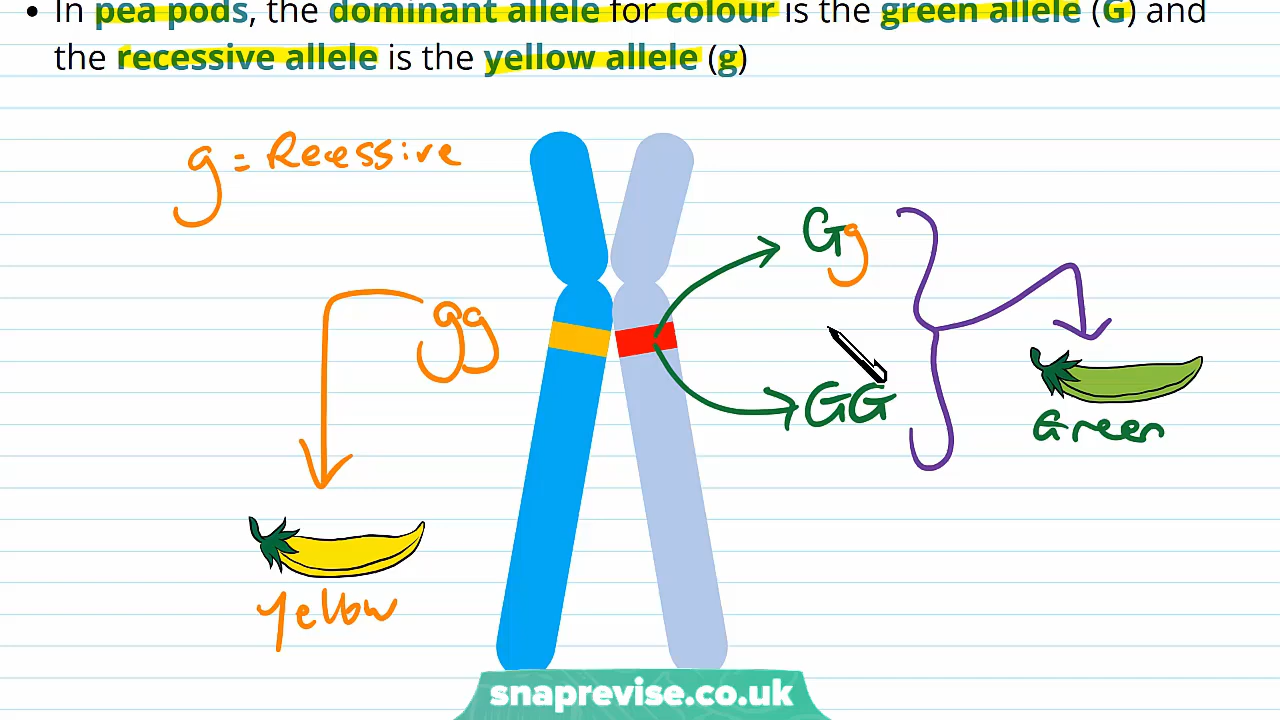 • In pea pods, the dominant allele for colour is the green allele (G) and
the recessive allele is the yellow allele (g)
g = Recessive
Gg
gg
GG
Green
Yellow
snaprevise.co.uk